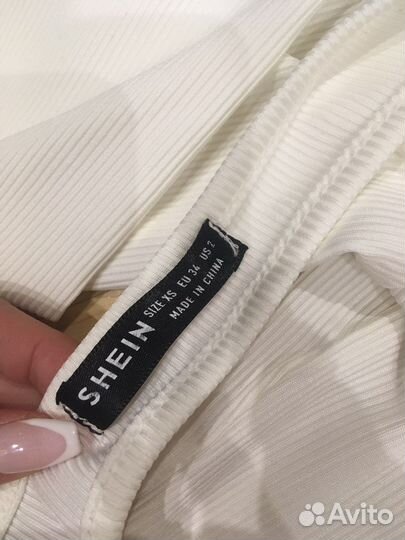 SHEIN
SIZE XS EU 34 US 2
MADE IN CHINA
Avito